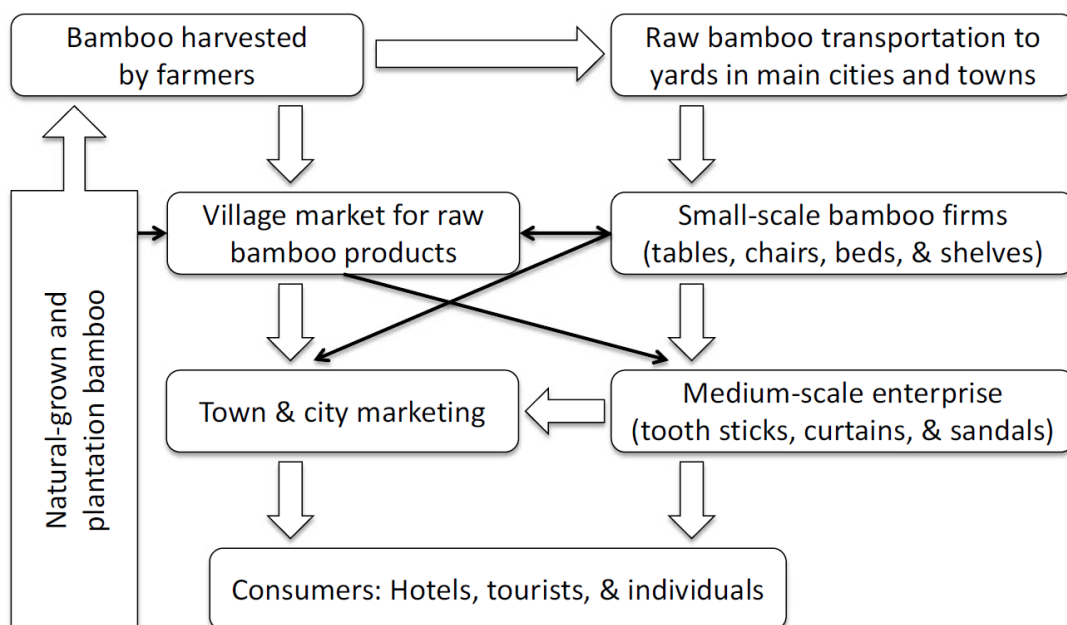 Bamboo harvested
by farmers
Raw bamboo transportation to
yards in main cities and towns
Village market for raw
bamboo products
Small-scale bamboo firms
(tables, chairs, beds, & shelves)
Natural-grown and
plantation bamboo
Town & city marketing
Medium-scale enterprise
(tooth sticks, curtains, & sandals)
Consumers: Hotels, tourists, & individuals